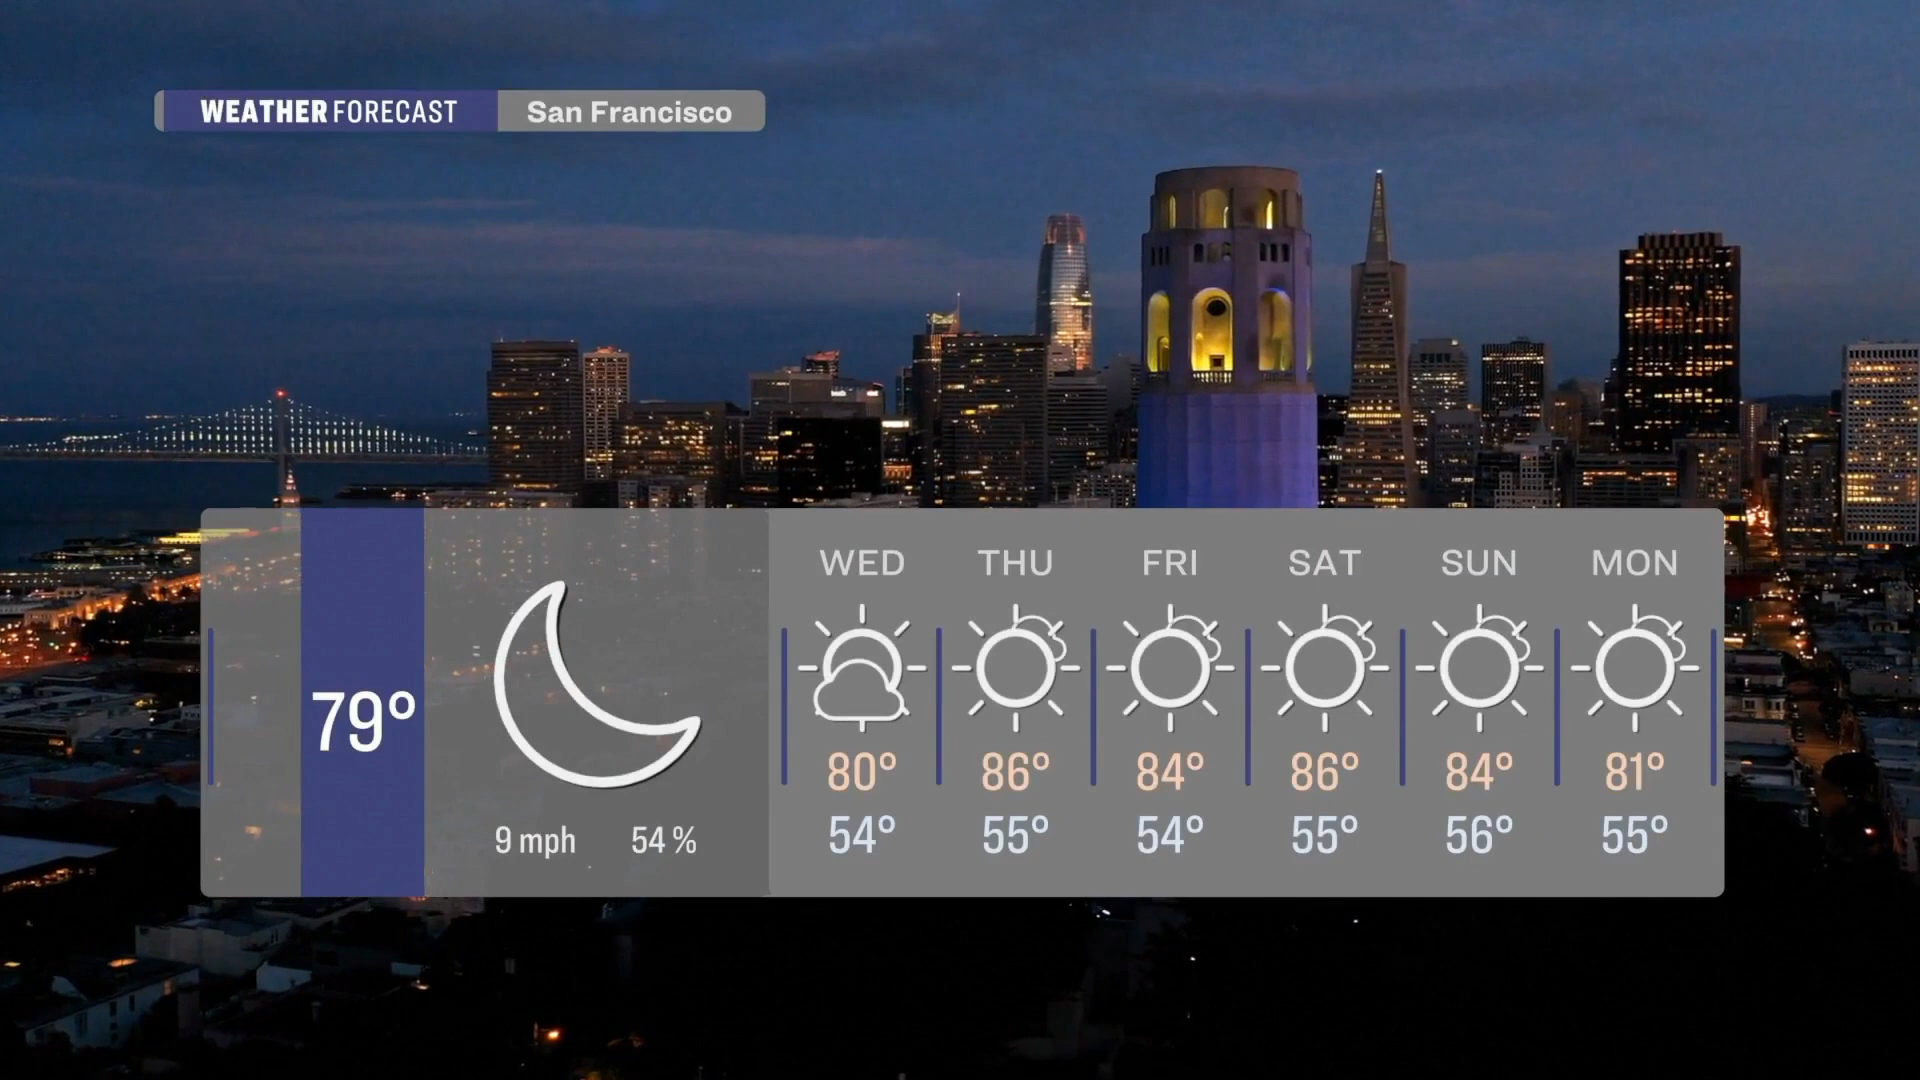 WEATHER FORECAST San Francisco
WED THU FRI SAT SUN MON
79°
80° 86° 84° 86° 84° 81°
9 mph 54 % 54° 55° 54° 55° 56° 55°